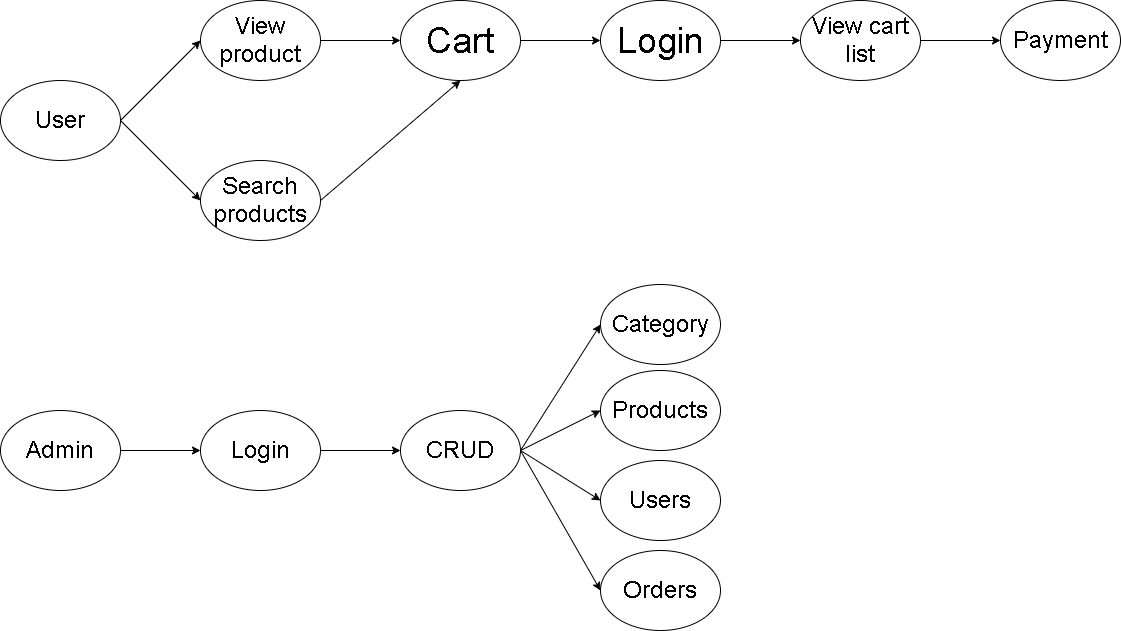 View
product
Cart
Login
View cart
list
Payment
User
Search
products
Category
Products
Admin
Login
CRUD
Users
Orders